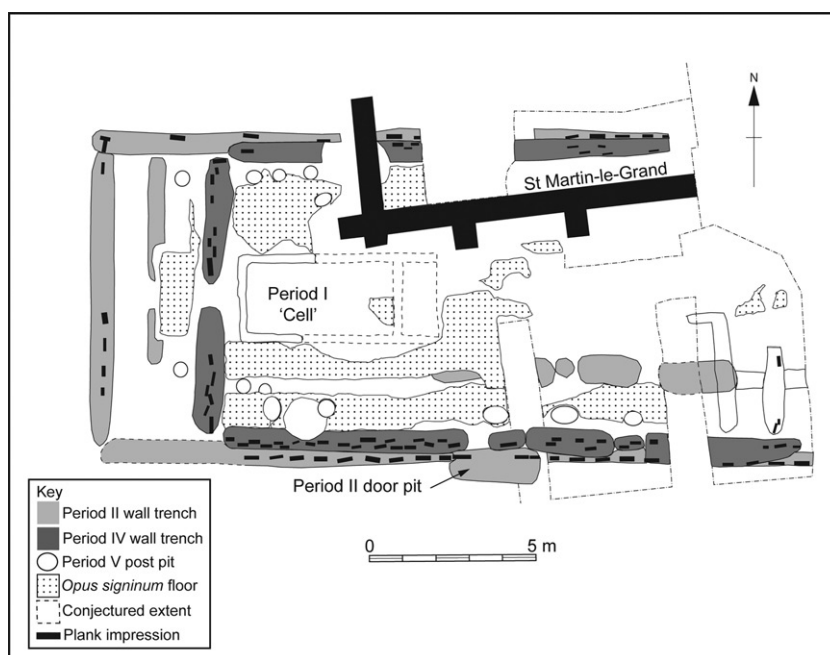 N
St Martin-le-Grand
Period I
‘Cell’
Period II door pit
Key
Period II wall trench
Period IV wall trench
Period V post pit
Opus signinum floor
Conjectured extent
Plank impression
0 5 m